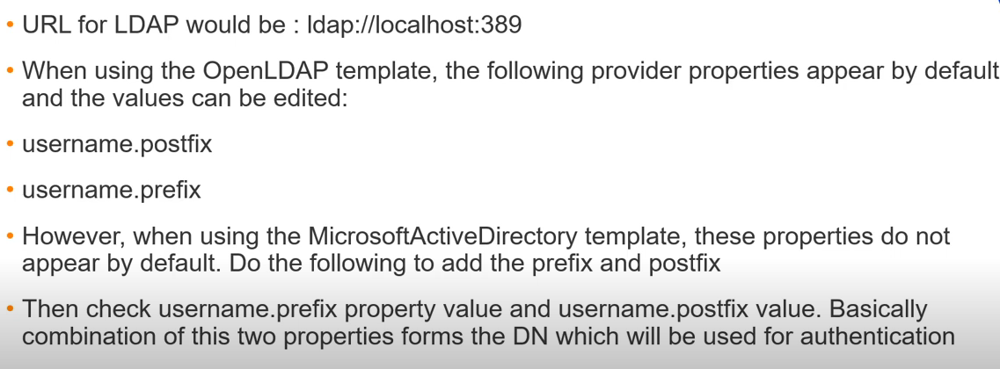 • URL for LDAP would be : ldap://localhost:389
• When using the OpenLDAP template, the following provider properties appear by default
and the values can be edited:
• username.postfix
• username.prefix
• However, when using the MicrosoftActiveDirectory template, these properties do not
appear by default. Do the following to add the prefix and postfix
• Then check username.prefix property value and username.postfix value. Basically
combination of this two properties forms the DN which will be used for authentication